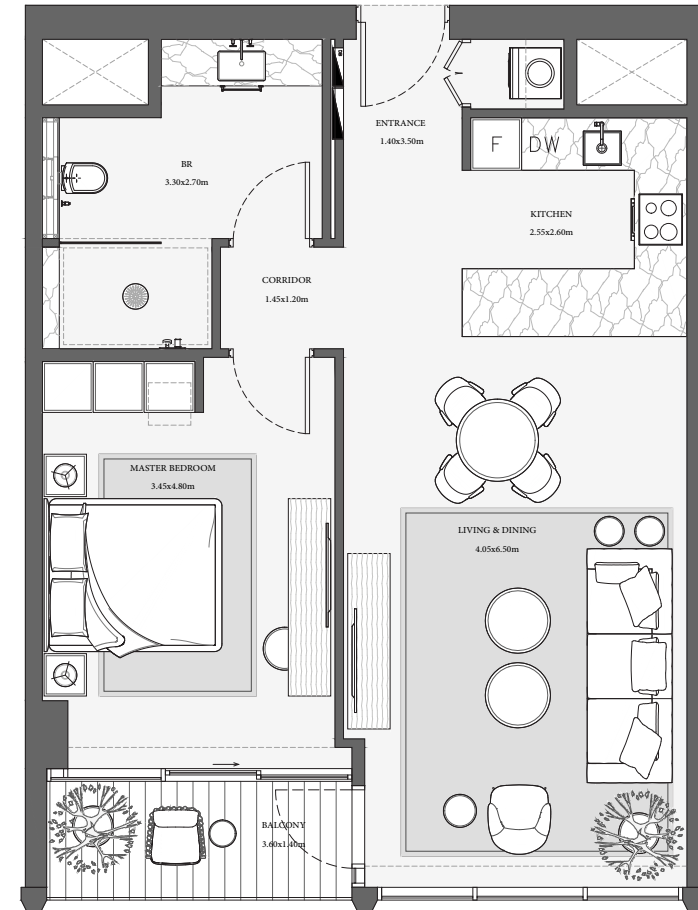 ENTRANCE
1.40x3.50m
F
DW
BR
3.30x2.70m
KITCHEN
2.55x2.60m
CORRIDOR
1.45x1.20m
MASTER BEDROOM
3.45x4.80m
LIVING & DINING
4.05x6.50m
BALCONY
3.60x1.40m